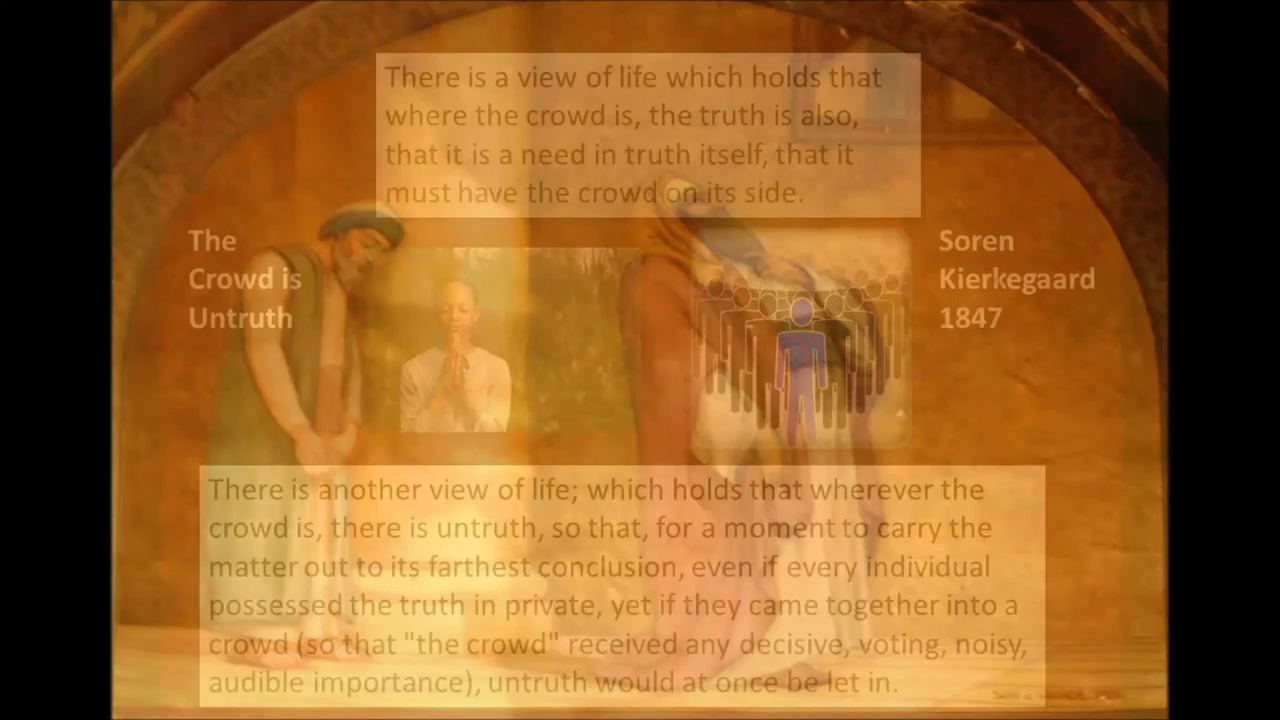 There is a view of life which holds that
where the crowd is, the truth is also,
that it is a need in truth itself, that it
must have the crowd on its side.
The
Crowd is
Untruth
Soren
Kierkegaard
1847
There is another view of life; which holds that wherever the
crowd is, there is untruth, so that, for a moment to carry the
matter out to its farthest conclusion, even if every individual
possessed the truth in private, yet if they came together into a
crowd (so that "the crowd" received any decisive, voting, noisy,
audible importance), untruth would at once be let in.